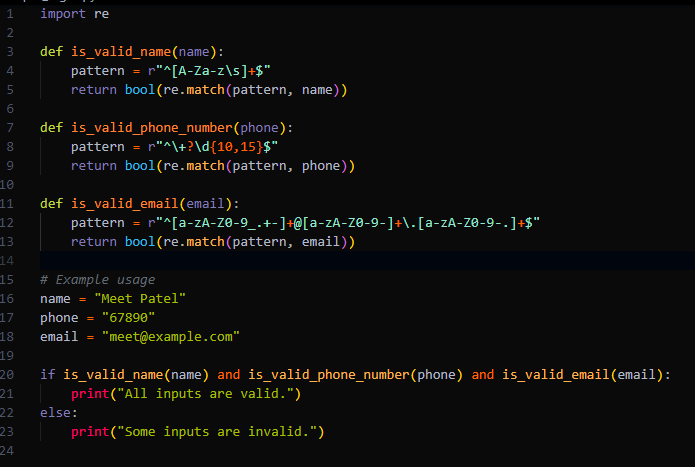 1 import re
2
3 def is_valid_name(name):
4     pattern = r"^[A-Za-z\s]+$"
5     return bool(re.match(pattern, name))
6
7 def is_valid_phone_number(phone):
8     pattern = r"^\+?\d{10,15}$"
9     return bool(re.match(pattern, phone))
10
11 def is_valid_email(email):
12     pattern = r"^[a-zA-Z0-9_.+-]+@[a-zA-Z0-9-]+\.[a-zA-Z0-9-.]+$"
13     return bool(re.match(pattern, email))
14
15 # Example usage
16 name = "Meet Patel"
17 phone = "67890"
18 email = "meet@example.com"
19
20 if is_valid_name(name) and is_valid_phone_number(phone) and is_valid_email(email):
21     print("All inputs are valid.")
22 else:
23     print("Some inputs are invalid.")
24